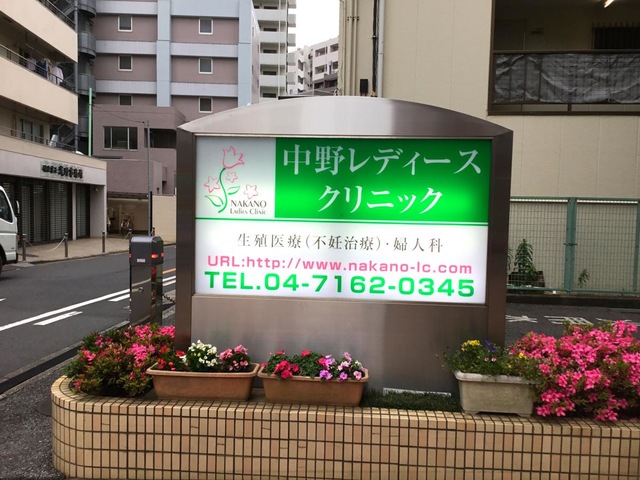 中野レディース
クリニック
NAKANO
Ladies Clinic
生殖医療(不妊治療)・婦人科
URL:http://www.nakano-lc.com
TEL.04-7162-0345